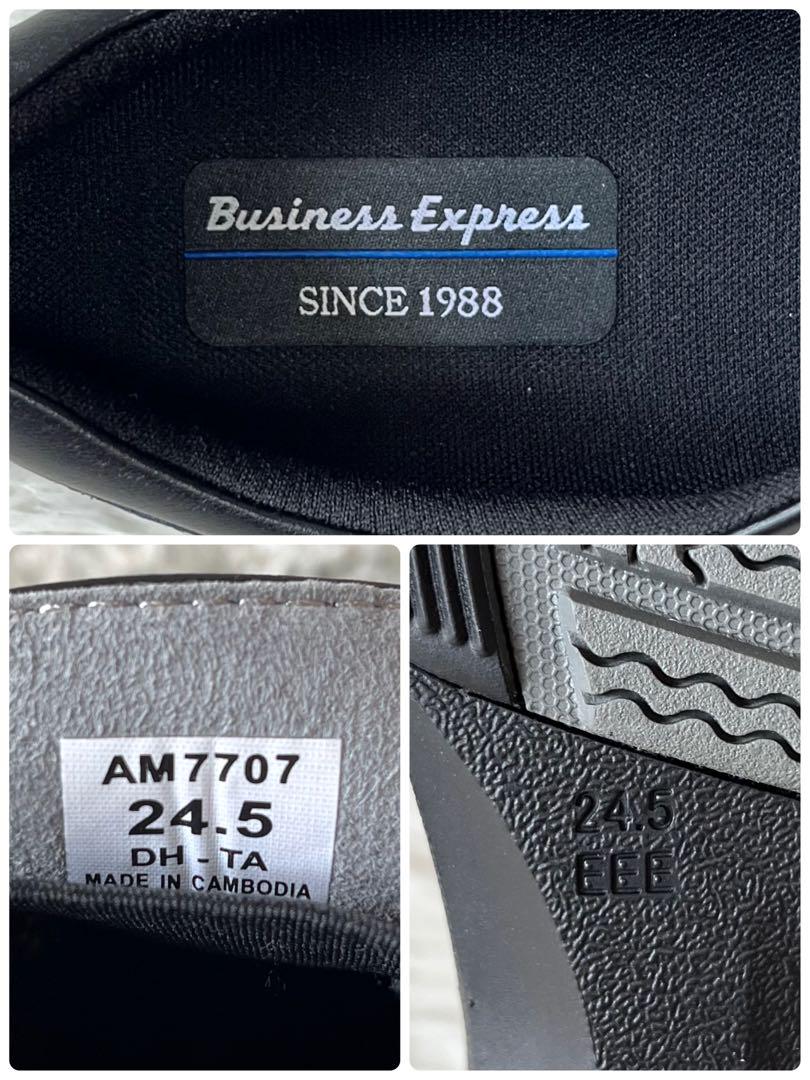 Business Express
SINCE 1988
AM7707
24.5
DH - TA
MADE IN CAMBODIA
24.5
EEE